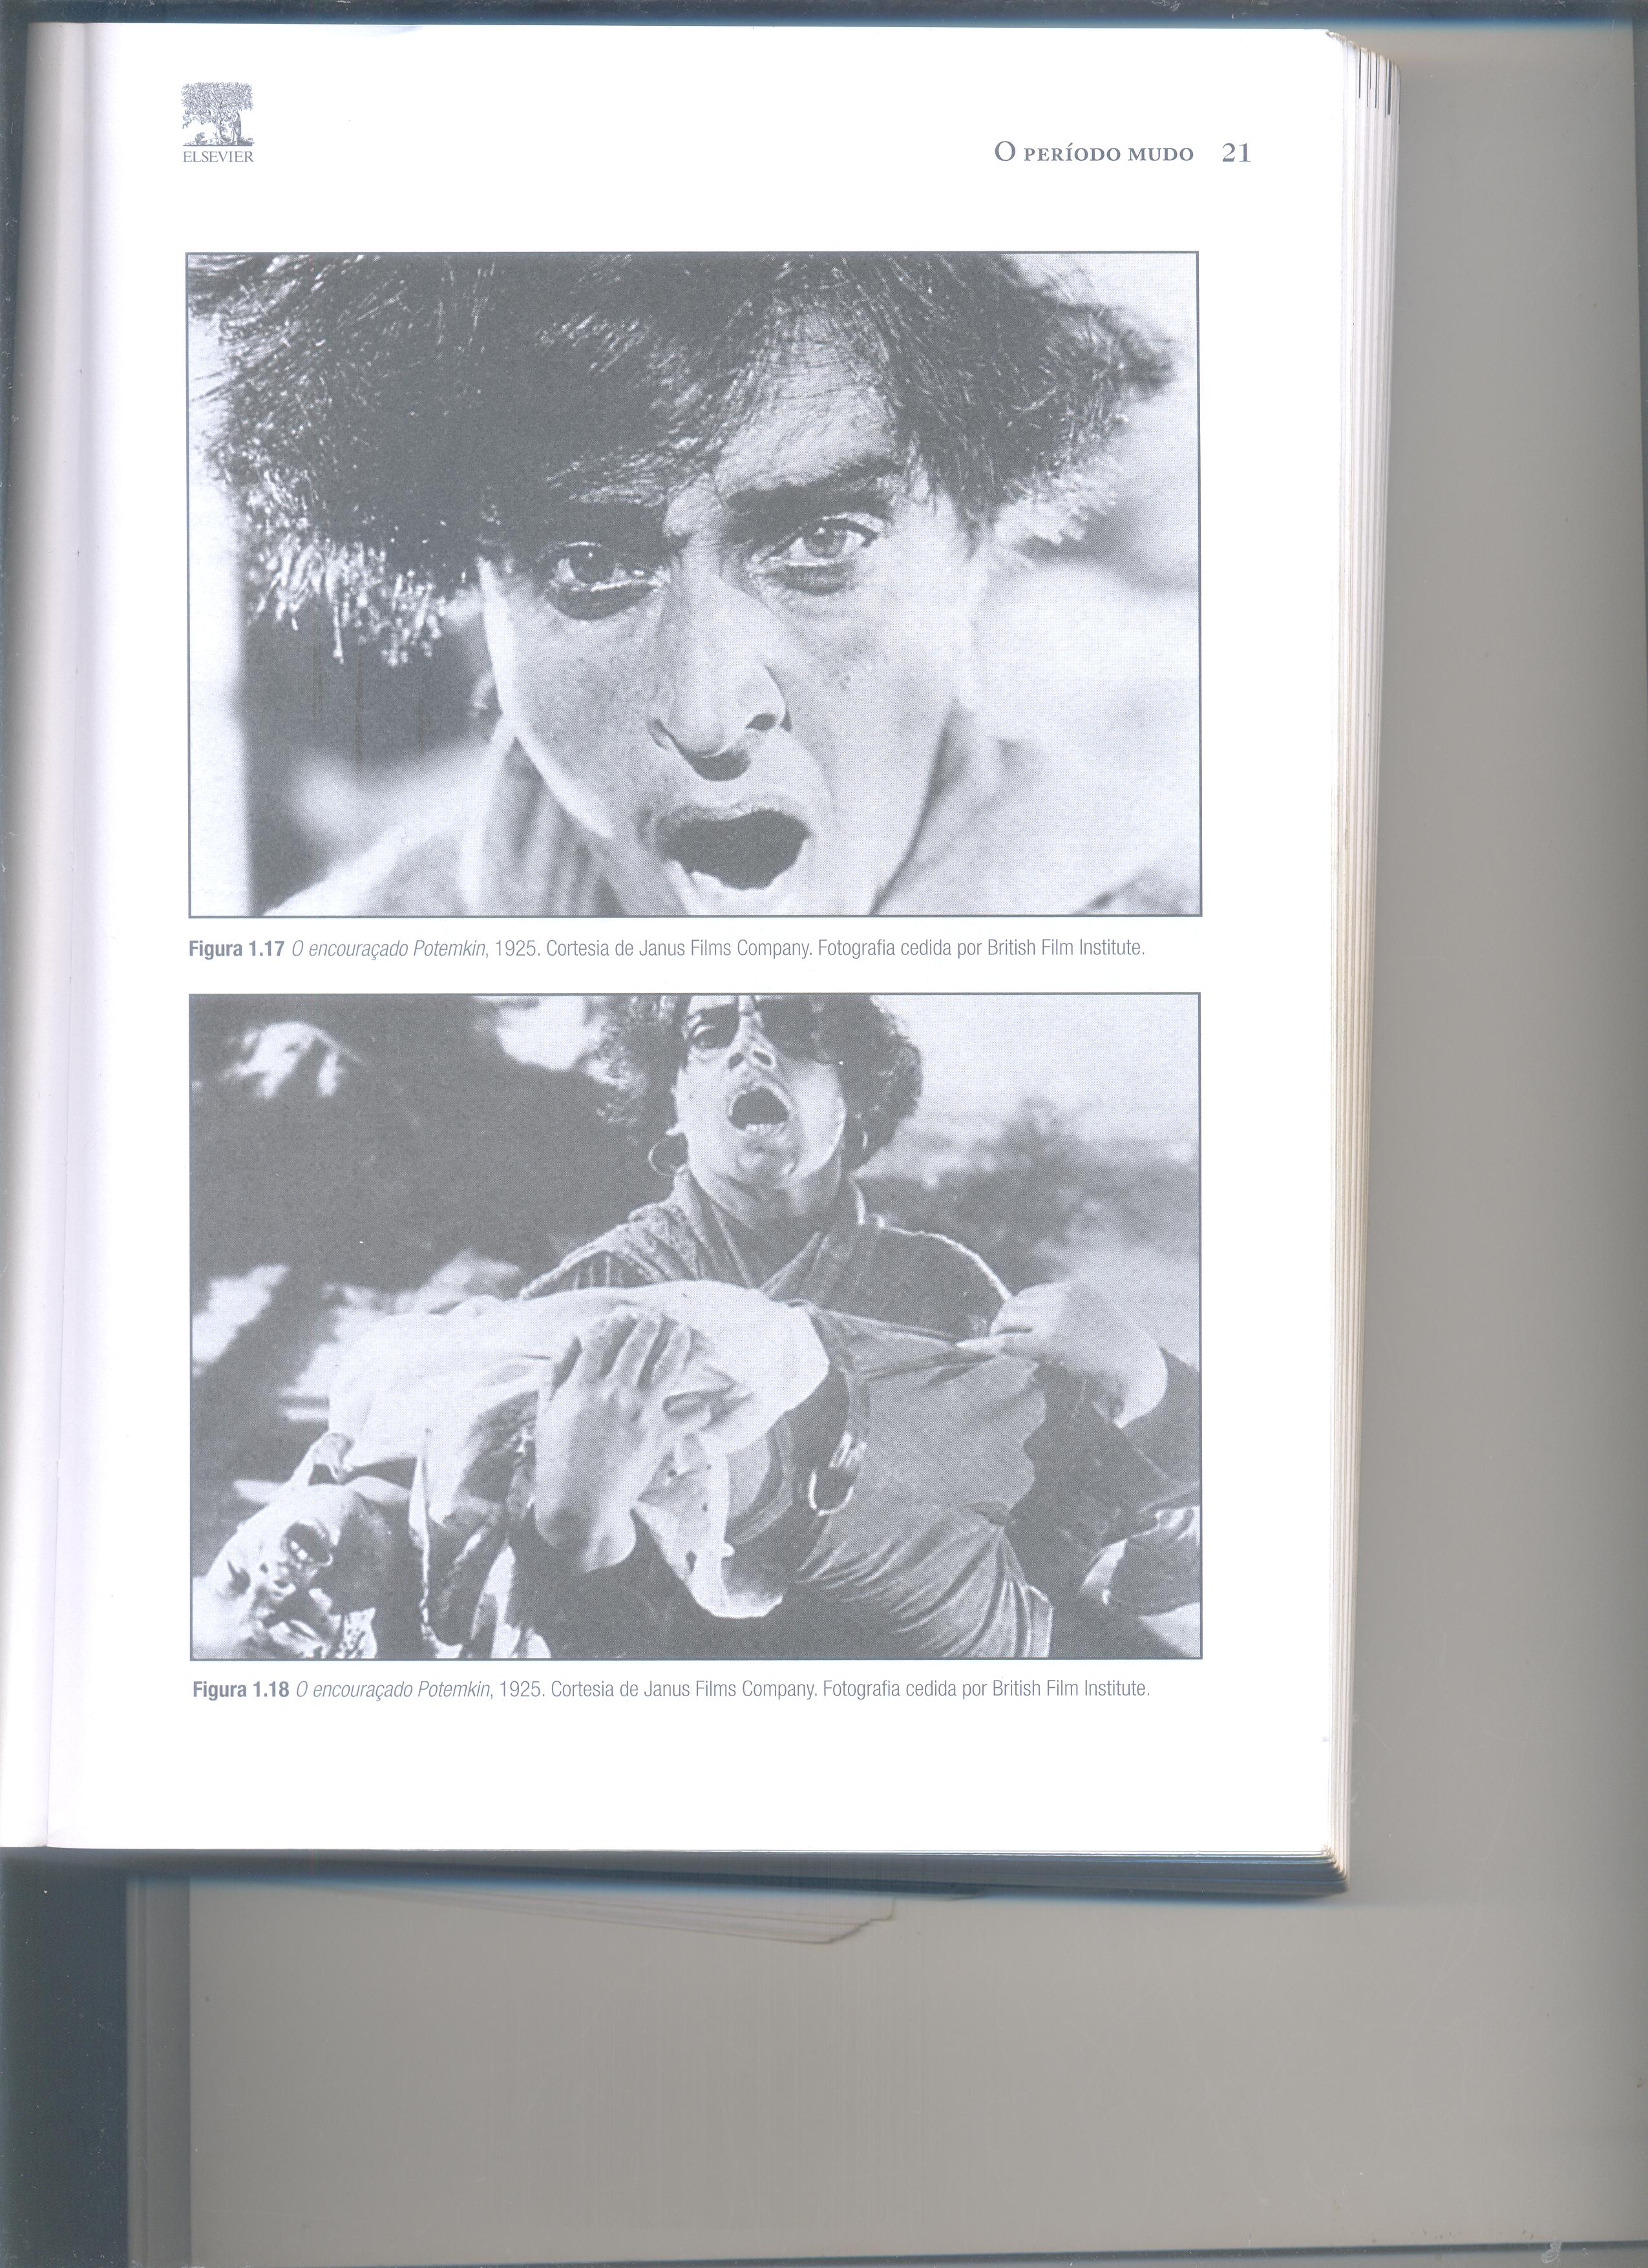 ELSEVIER
O PERÍODO MUDO 21
Figura 1.17 O encouraçado Potemkin, 1925. Cortesia de Janus Films Company. Fotografia cedida por British Film Institute.
Figura 1.18 O encouraçado Potemkin, 1925. Cortesia de Janus Films Company. Fotografia cedida por British Film Institute.